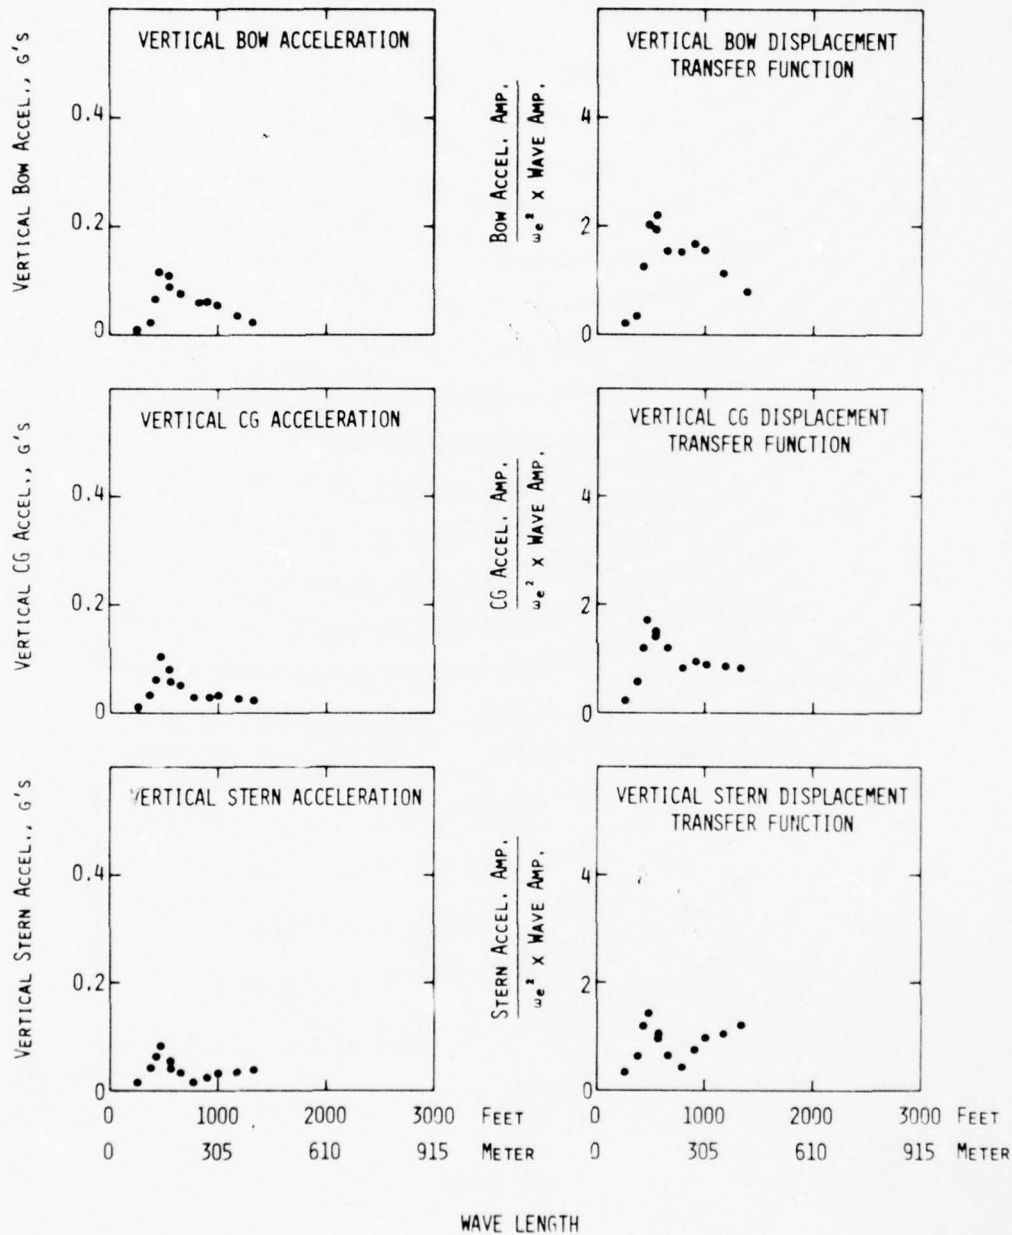 VERTICAL BOW ACCELERATION
VERTICAL BOW ACCEL., G'S
0.4
0.2
0
VERTICAL BOW DISPLACEMENT
TRANSFER FUNCTION
BOW ACCEL. AMP.
ωe² X WAVE AMP.
4
2
0
VERTICAL CG ACCELERATION
VERTICAL CG ACCEL., G'S
0.4
0.2
0
VERTICAL CG DISPLACEMENT
TRANSFER FUNCTION
CG ACCEL. AMP.
ωe² X WAVE AMP.
4
2
0
VERTICAL STERN ACCELERATION
VERTICAL STERN ACCEL., G'S
0.4
0.2
0
0 1000 2000 3000 FEET
0 305 610 915 METER
VERTICAL STERN DISPLACEMENT
TRANSFER FUNCTION
STERN ACCEL. AMP.
ωe² X WAVE AMP.
4
2
0
0 1000 2000 3000 FEET
0 305 610 915 METER
WAVE LENGTH